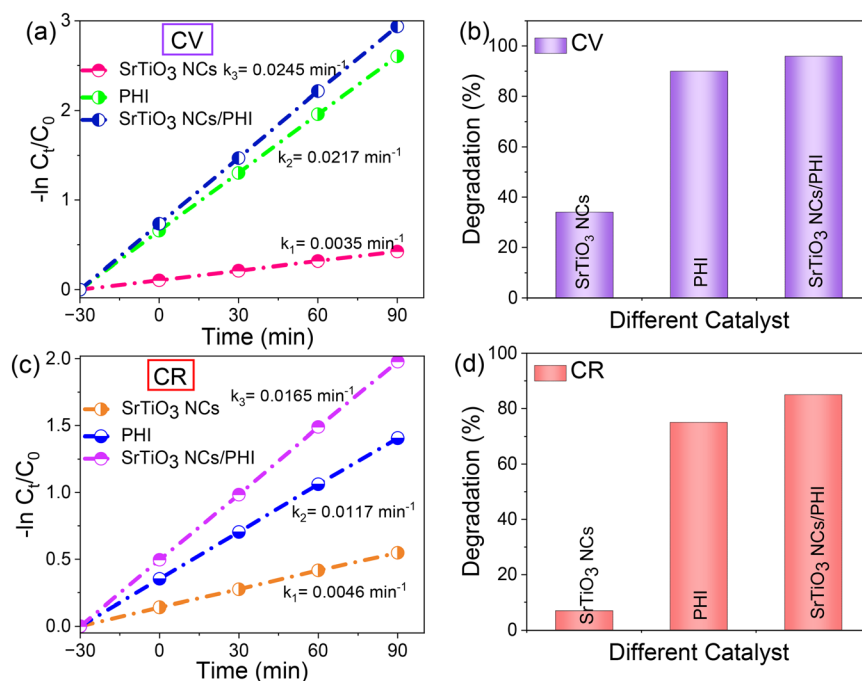 (a)
CV
SrTiO₃ NCs k₃= 0.0245 min⁻¹
PHI
SrTiO₃ NCs/PHI
k₂= 0.0217 min⁻¹
k₁= 0.0035 min⁻¹
-ln Cₜ/C₀
3
2
1
0
−30 0 30 60 90
Time (min)
(b)
CV
Degradation (%)
100
80
60
40
20
0
SrTiO₃ NCs
PHI
SrTiO₃ NCs/PHI
Different Catalyst
(c)
CR
k₃= 0.0165 min⁻¹
SrTiO₃ NCs
PHI
SrTiO₃ NCs/PHI
k₂= 0.0117 min⁻¹
k₁= 0.0046 min⁻¹
-ln Cₜ/C₀
2.0
1.5
1.0
0.5
0.0
−30 0 30 60 90
Time (min)
(d)
CR
Degradation (%)
100
80
60
40
20
0
SrTiO₃ NCs
PHI
SrTiO₃ NCs/PHI
Different Catalyst